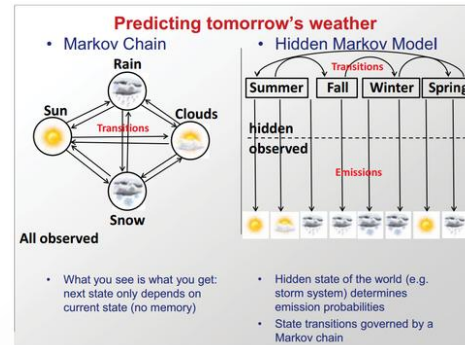 Predicting tomorrow's weather
• Markov Chain
Rain
Sun
Transitions
Clouds
Snow
All observed
• What you see is what you get:
next state only depends on
current state (no memory)
• Hidden Markov Model
Transitions
Summer Fall Winter Spring
hidden
observed
Emissions
• Hidden state of the world (e.g.
storm system) determines
emission probabilities
• State transitions governed by a
Markov chain